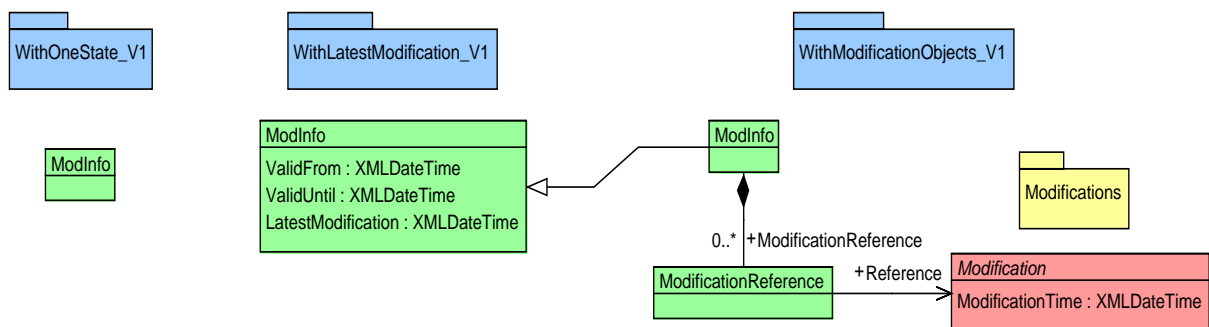 WithOneState_V1
WithLatestModification_V1
WithModificationObjects_V1
ModInfo
ModInfo
ValidFrom : XMLDateTime
ValidUntil : XMLDateTime
LatestModification : XMLDateTime
ModInfo
Modifications
0..* +ModificationReference
ModificationReference
+Reference
Modification
ModificationTime : XMLDateTime